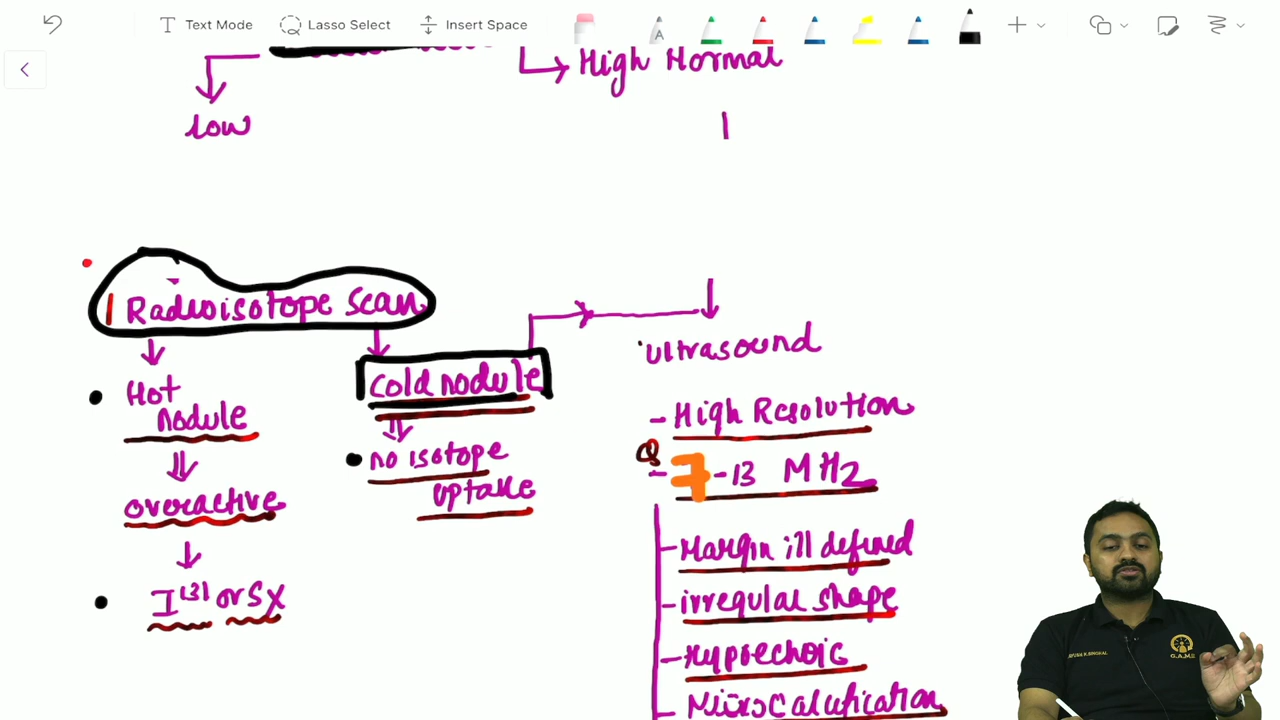 Text Mode
Lasso Select
Insert Space
High Normal
low
Radioisotope Scan
Hot
nodule
overactive
I131 or Sx
cold nodule
no isotope
uptake
ultrasound
- High Resolution
Q
- 7-13 MHz
- Margin ill defined
- irregular shape
- Hypoechoic
- Microcalcification
G.A.M.E